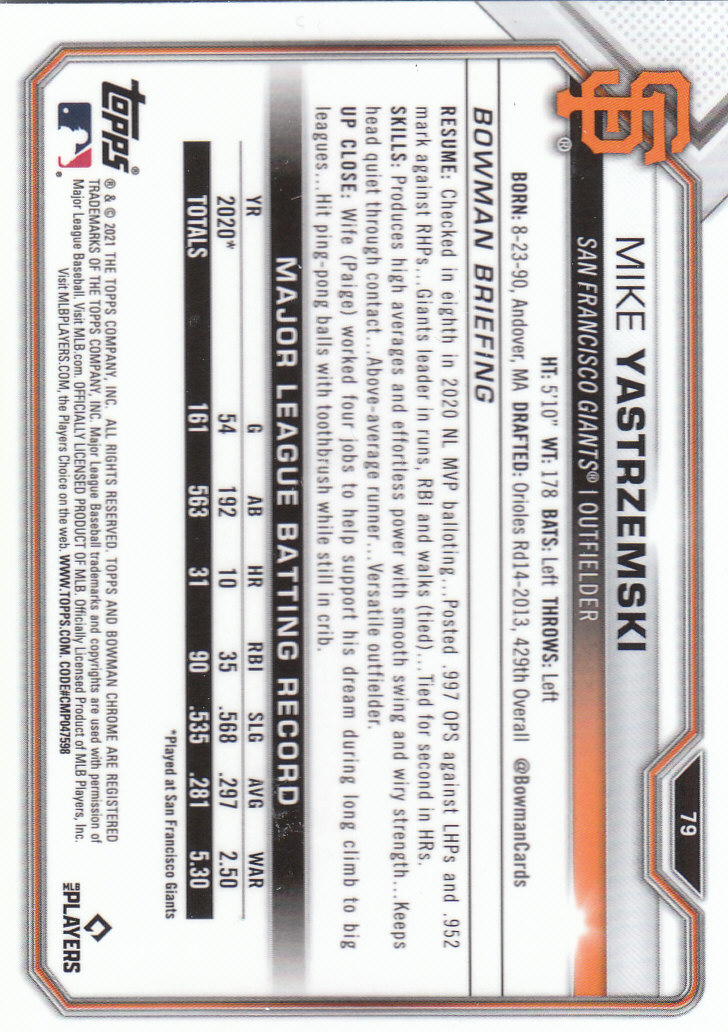 79
SF®
MIKE YASTRZEMSKI
SAN FRANCISCO GIANTS® | OUTFIELDER
HT: 5'10" WT: 178 BATS: Left THROWS: Left
BORN: 8-23-90, Andover, MA DRAFTED: Orioles Rd14-2013, 429th Overall @BowmanCards
BOWMAN BRIEFING
RESUME: Checked in eighth in 2020 NL MVP balloting...Posted .997 OPS against LHPs and .952
mark against RHPs...Giants leader in runs, RBI and walks (tied)...Tied for second in HRs.
SKILLS: Produces high averages and effortless power with smooth swing and wiry strength...Keeps
head quiet through contact...Above-average runner...Versatile outfielder.
UP CLOSE: Wife (Paige) worked four jobs to help support his dream during long climb to big
leagues...Hit ping-pong balls with toothbrush while still in crib.
MAJOR LEAGUE BATTING RECORD
YR G AB HR RBI SLG AVG WAR
2020* 54 192 10 35 .568 .297 2.50
TOTALS 161 563 31 90 .535 .281 5.30
*Played at San Francisco Giants
topps®
® & © 2021 THE TOPPS COMPANY, INC. ALL RIGHTS RESERVED. TOPPS AND BOWMAN CHROME ARE REGISTERED
TRADEMARKS OF THE TOPPS COMPANY, INC. Major League Baseball trademarks and copyrights are used with permission of
Major League Baseball. Visit MLB.com. OFFICIALLY LICENSED PRODUCT OF MLB. Officially Licensed Product of MLB Players, Inc.
Visit MLBPLAYERS.COM, the Players Choice on the web. WWW.TOPPS.COM. CODE#CMP047598
MLB PLAYERS